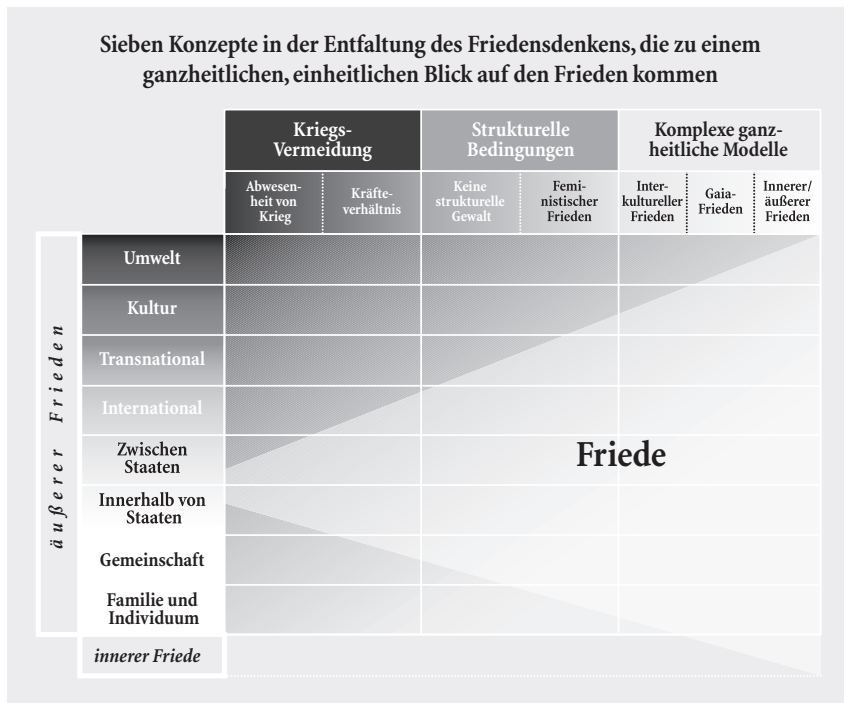 Sieben Konzepte in der Entfaltung des Friedensdenkens, die zu einem
ganzheitlichen, einheitlichen Blick auf den Frieden kommen
Kriegs-
Vermeidung
Strukturelle
Bedingungen
Komplexe ganz-
heitliche Modelle
Abwesen-
heit von
Krieg
Kräfte-
verhältnis
Keine
strukturelle
Gewalt
Femi-
nistischer
Frieden
Inter-
kultureller
Frieden
Gaia-
Frieden
Innerer/
äußerer
Frieden
äußerer Frieden
Umwelt
Kultur
Transnational
International
Zwischen
Staaten
Innerhalb von
Staaten
Gemeinschaft
Familie und
Individuum
innerer Friede
Friede